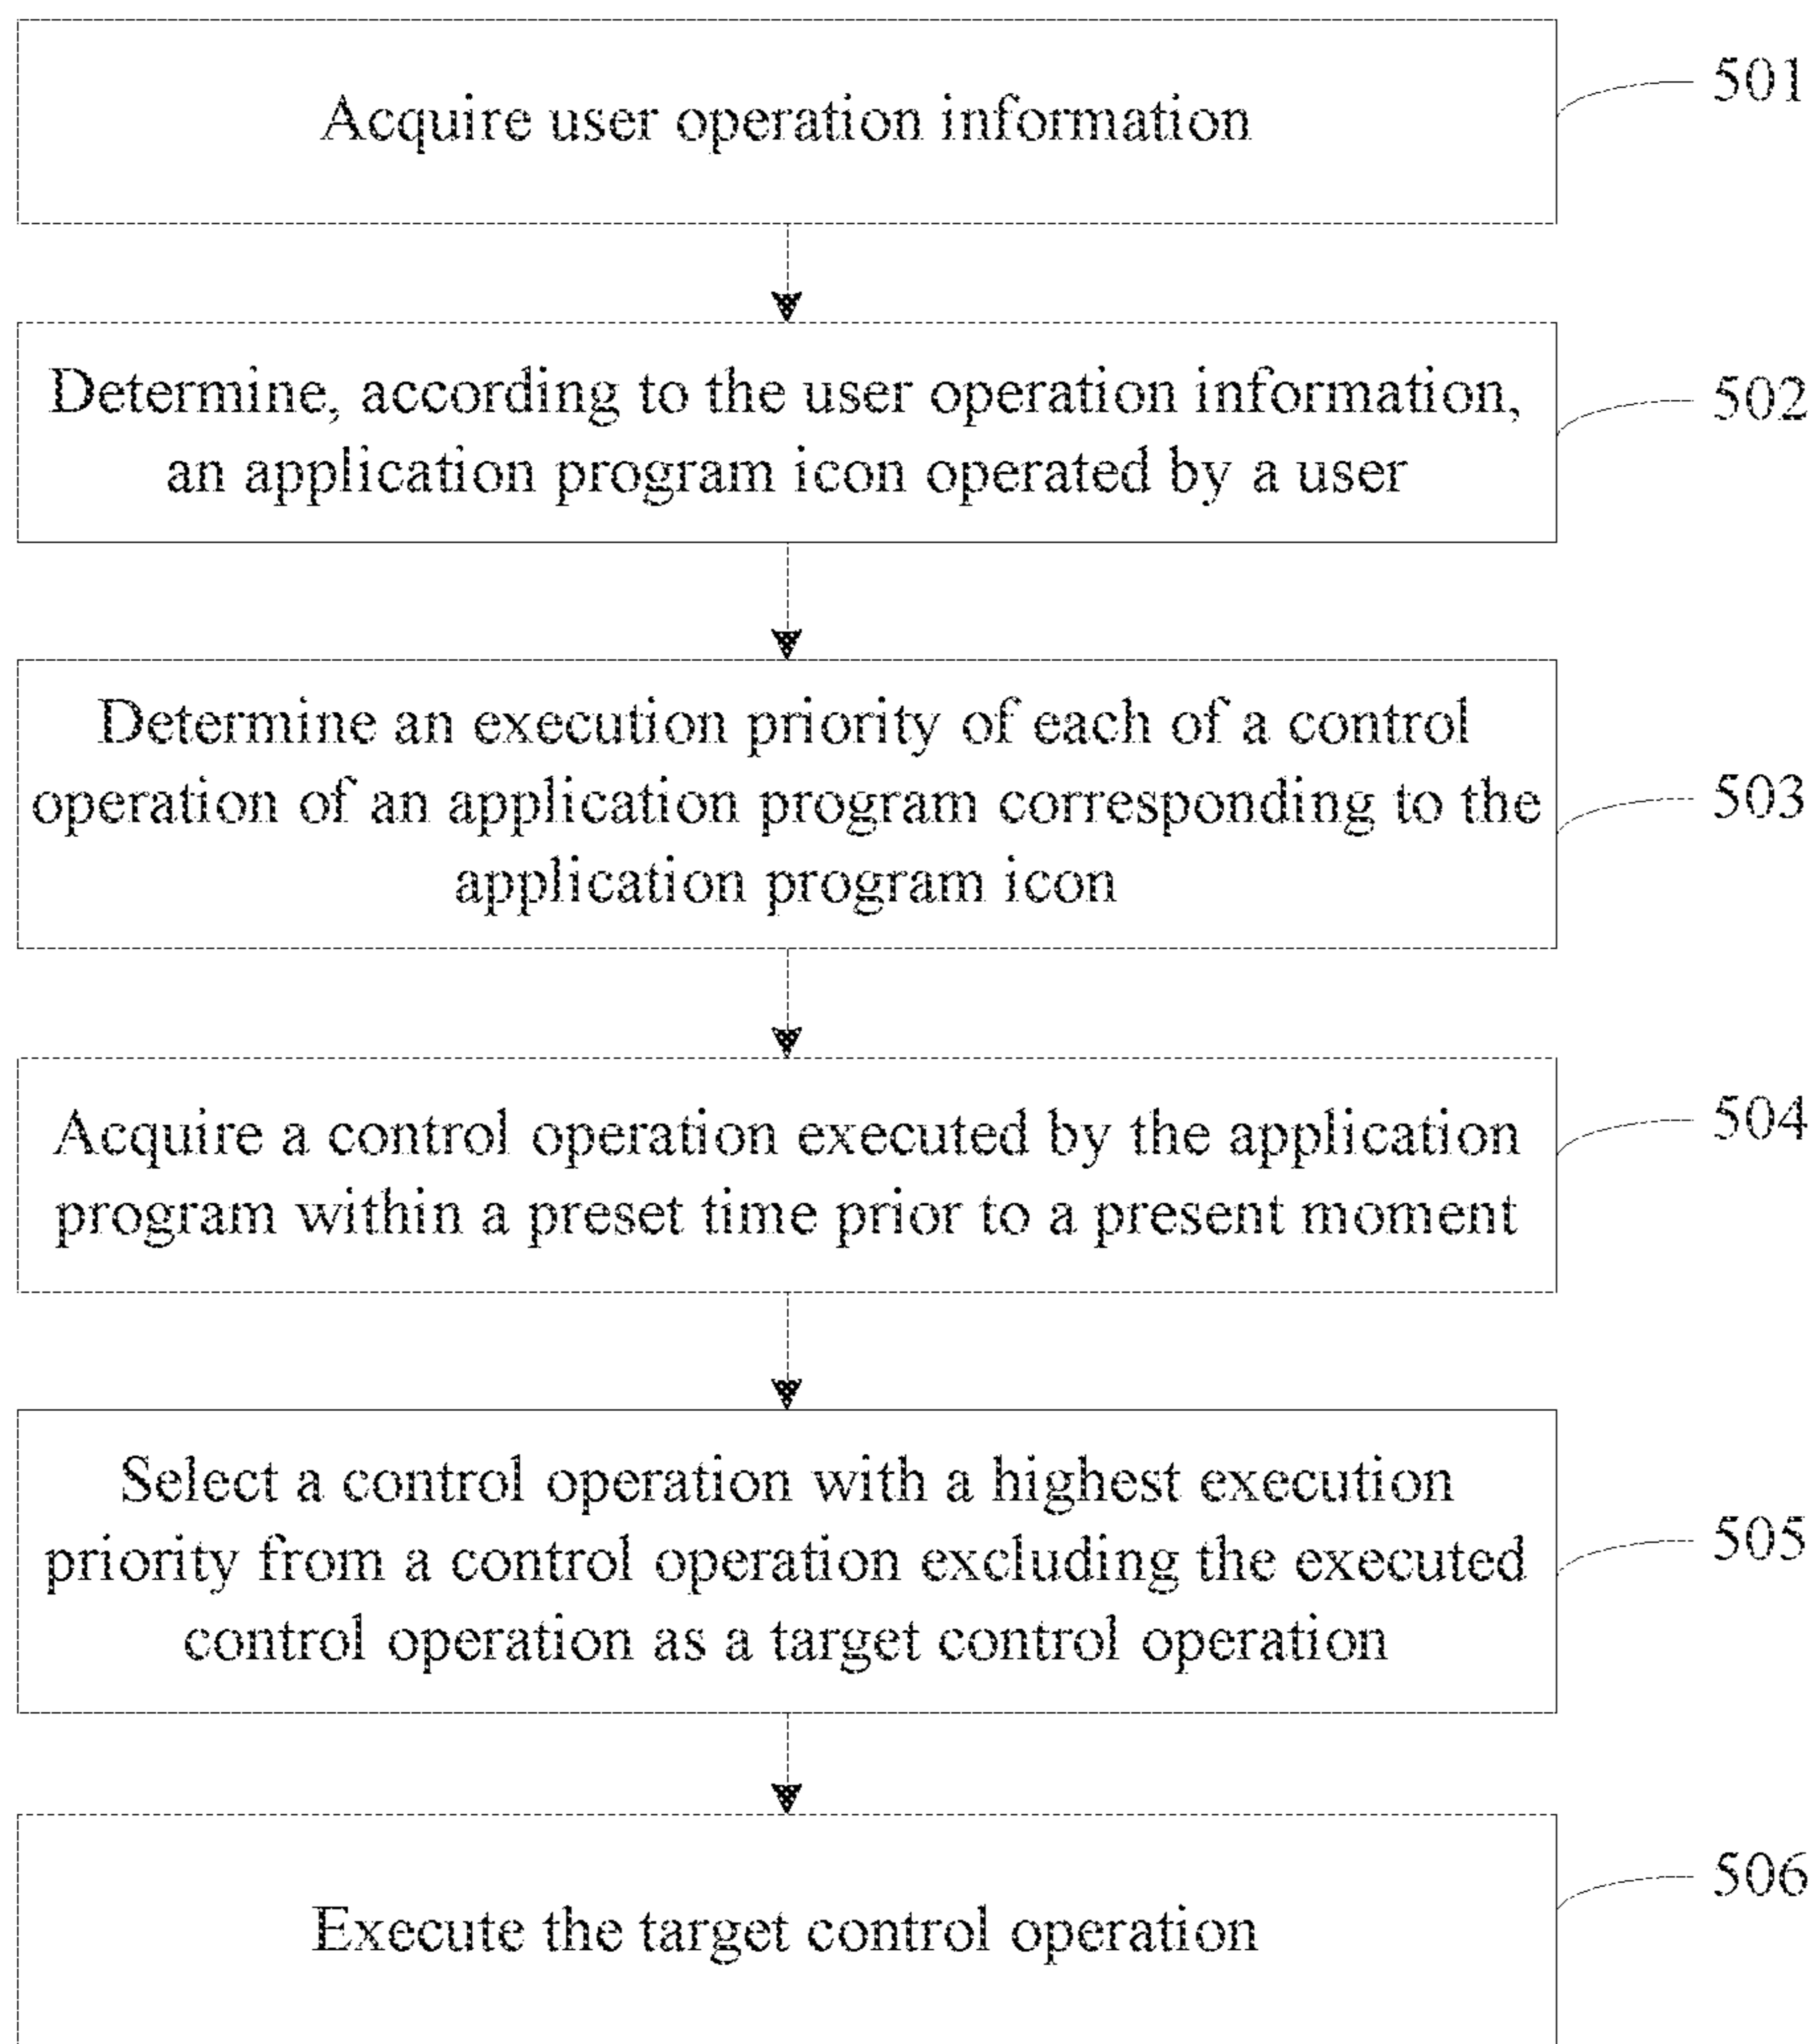 Acquire user operation information
501
Determine, according to the user operation information,
an application program icon operated by a user
502
Determine an execution priority of each of a control
operation of an application program corresponding to the
application program icon
503
Acquire a control operation executed by the application
program within a preset time prior to a present moment
504
Select a control operation with a highest execution
priority from a control operation excluding the executed
control operation as a target control operation
505
Execute the target control operation
506